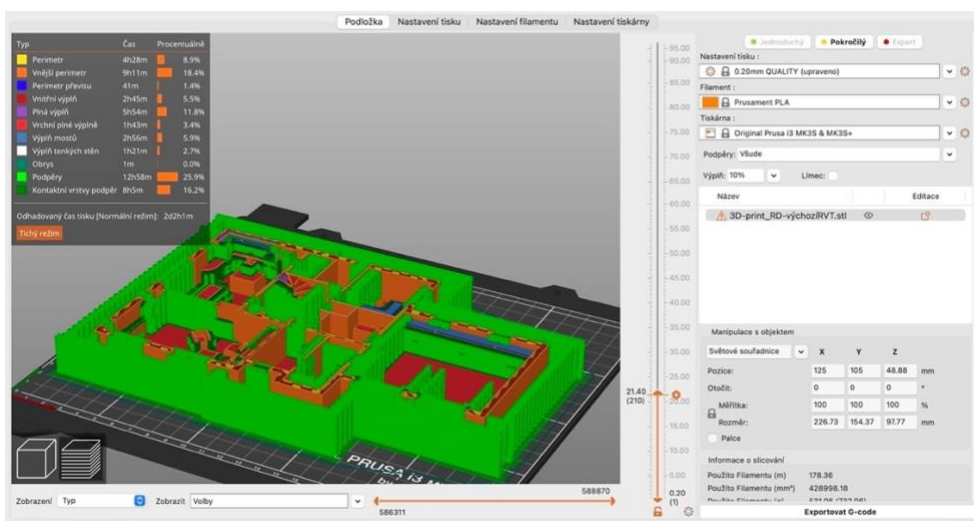 Podložka Nastavení tisku Nastavení filamentu Nastavení tiskárny
Typ Čas Procentuálně
Perimetr 4h28m 8.9%
Vnější perimetr 9h11m 18.4%
Perimetr převisu 41m 1.4%
Vnitřní výplň 2h45m 5.5%
Plná výplň 5h54m 11.8%
Vrchní plné výplně 1h43m 3.4%
Výplň mostů 2h56m 5.9%
Výplň tenkých stěn 1h21m 2.7%
Obrys 1m 0.0%
Podpěry 12h58m 25.9%
Kontaktní vrstvy podpěr 8h5m 16.2%
Odhadovaný čas tisku [Normální režim]: 2d2h1m
Tichý režim
PRUSA i3
Zobrazení Typ Zobrazit Volby
588870
586311
95.00
90.00
85.00
80.00
75.00
70.00
65.00
60.00
55.00
50.00
45.00
40.00
35.00
30.00
25.00
21.40
(210)
20.00
15.00
10.00
5.00
0.20
(1)
Jednoduchý Pokročilý Expert
Nastavení tisku :
0.20mm QUALITY (upraveno)
Filament :
Prusament PLA
Tiskárna :
Original Prusa i3 MK3S & MK3S+
Podpěry: Všude
Výplň: 10% Límec:
Název Editace
3D-print_RD-výchozíRVT.stl
Manipulace s objektem
Světové souřadnice X Y Z
Pozice: 125 105 48.88 mm
Otočit: 0 0 0 °
Měřítka: 100 100 100 %
Rozměr: 226.73 154.37 97.77 mm
Palce
Informace o slicování
Použito Filamentu (m) 178.36
Použito Filamentu (mm³) 428998.18
Exportovat G-code